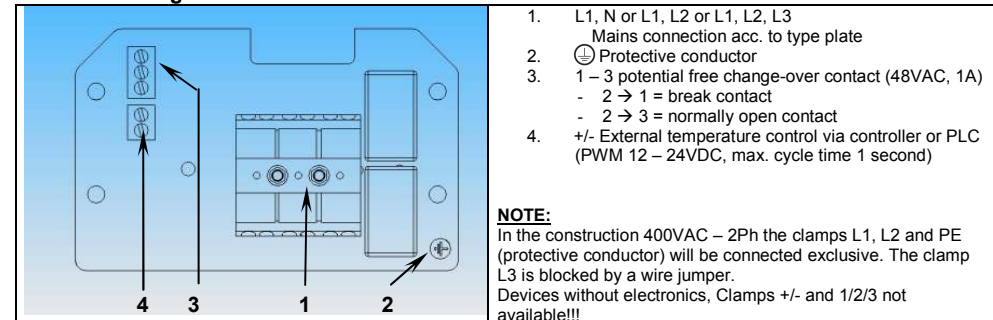 4 3 1 2
1. L1, N or L1, L2 or L1, L2, L3
Mains connection acc. to type plate
2. Protective conductor
3. 1 – 3 potential free change-over contact (48VAC, 1A)
- 2 → 1 = break contact
- 2 → 3 = normally open contact
4. +/- External temperature control via controller or PLC
(PWM 12 – 24VDC, max. cycle time 1 second)
NOTE:
In the construction 400VAC – 2Ph the clamps L1, L2 and PE
(protective conductor) will be connected exclusive. The clamp
L3 is blocked by a wire jumper.
Devices without electronics, Clamps +/- and 1/2/3 not
available!!!